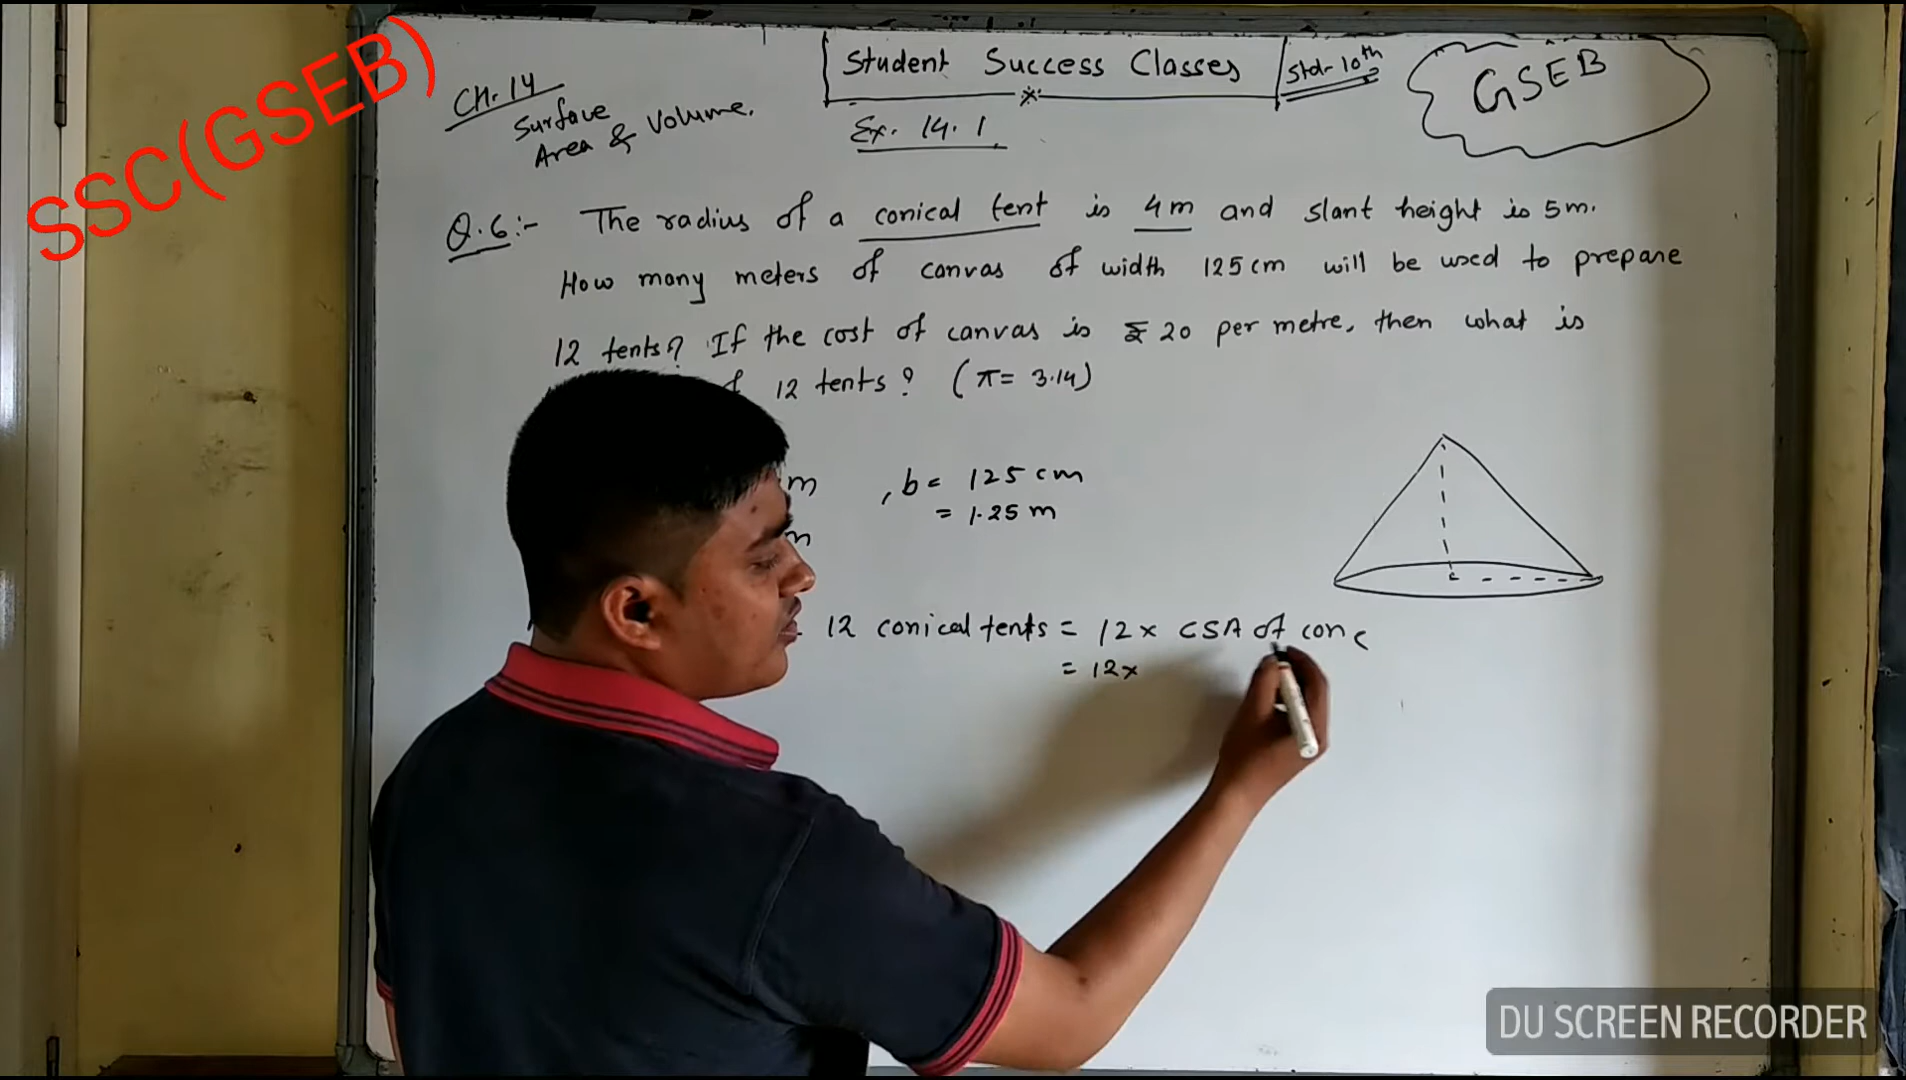 SSC(GSEB)
CH. 14
Surface
Area & Volume.
Student Success Classes
Std- 10th
GSEB
Ex. 14. 1
Q.6:- The radius of a conical tent is 4m and slant height is 5m.
How many meters of canvas of width 125cm will be used to prepare
12 tents? If the cost of canvas is ₹ 20 per metre, then what is
12 tents? (π = 3.14)
m , b = 125 cm
= 1.25 m
m
12 conical tents = 12 x CSA of con
= 12 x
DU SCREEN RECORDER